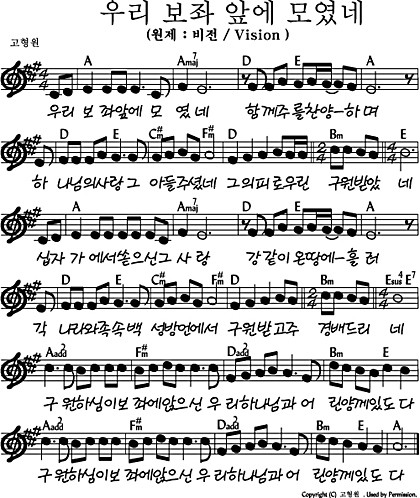 우리 보좌 앞에 모였네
(원제 : 비전 / Vision )
고형원
A Amaj7 D E A
우리 보 좌앞에 모 였네 함께주를찬양-하며
D E C#m F#m D E Bm E
하 나님의사랑그 아들주셨네 그의피로우린 구원받았 네
A Amaj7 D E A
십자 가 에서쏟으신그 사 랑 강같이 온땅에-흘 러
D E C#m F#m D E Bm Esus4 E7
각 나라와족속백 성방언에서 구원받고주 경배드리 네
Aadd2 F#m Dadd2 Bm E
구 원하심이보 좌에앉으신 우 리하나님과어 린양께있도 다
Aadd2 F#m Dadd2 Bm E
구 원하심이보 좌에앉으신 우 리하나님과어 린양께있도 다
Copyright (C) 고형원 . Used by Permission.